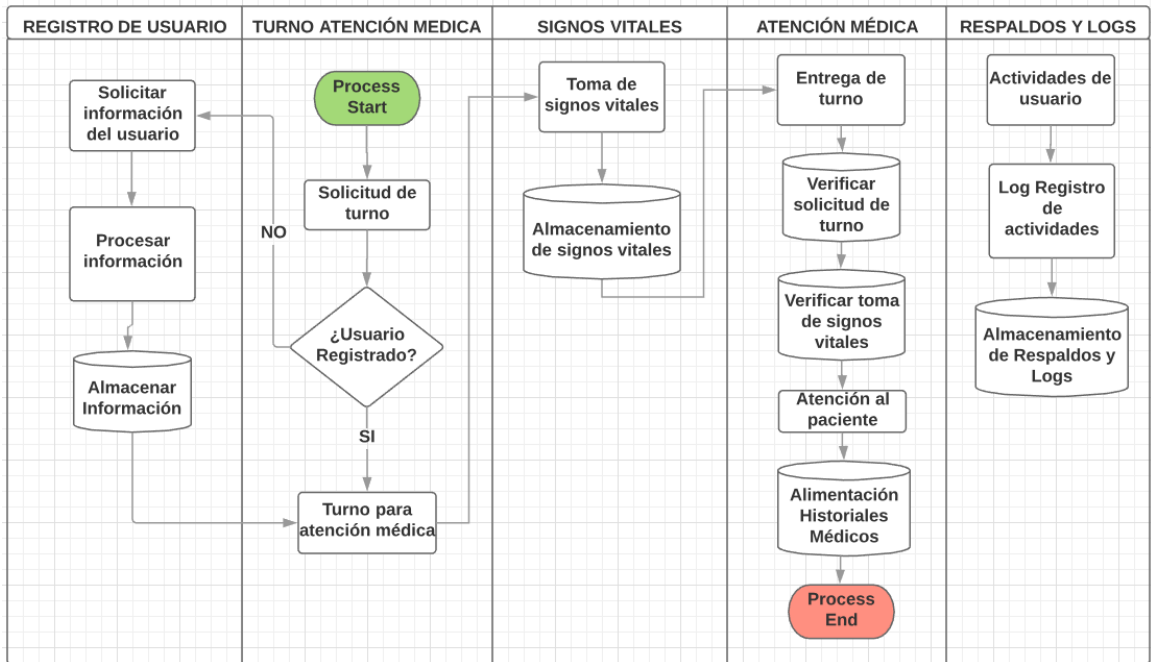 REGISTRO DE USUARIO
TURNO ATENCIÓN MEDICA
SIGNOS VITALES
ATENCIÓN MÉDICA
RESPALDOS Y LOGS
Solicitar
información
del usuario
Procesar
información
Almacenar
Información
Process
Start
Solicitud de
turno
NO
¿Usuario
Registrado?
SI
Turno para
atención médica
Toma de
signos vitales
Almacenamiento
de signos vitales
Entrega de
turno
Verificar
solicitud de
turno
Verificar toma
de signos
vitales
Atención al
paciente
Alimentación
Historiales
Médicos
Process
End
Actividades de
usuario
Log Registro
de
actividades
Almacenamiento
de Respaldos y
Logs